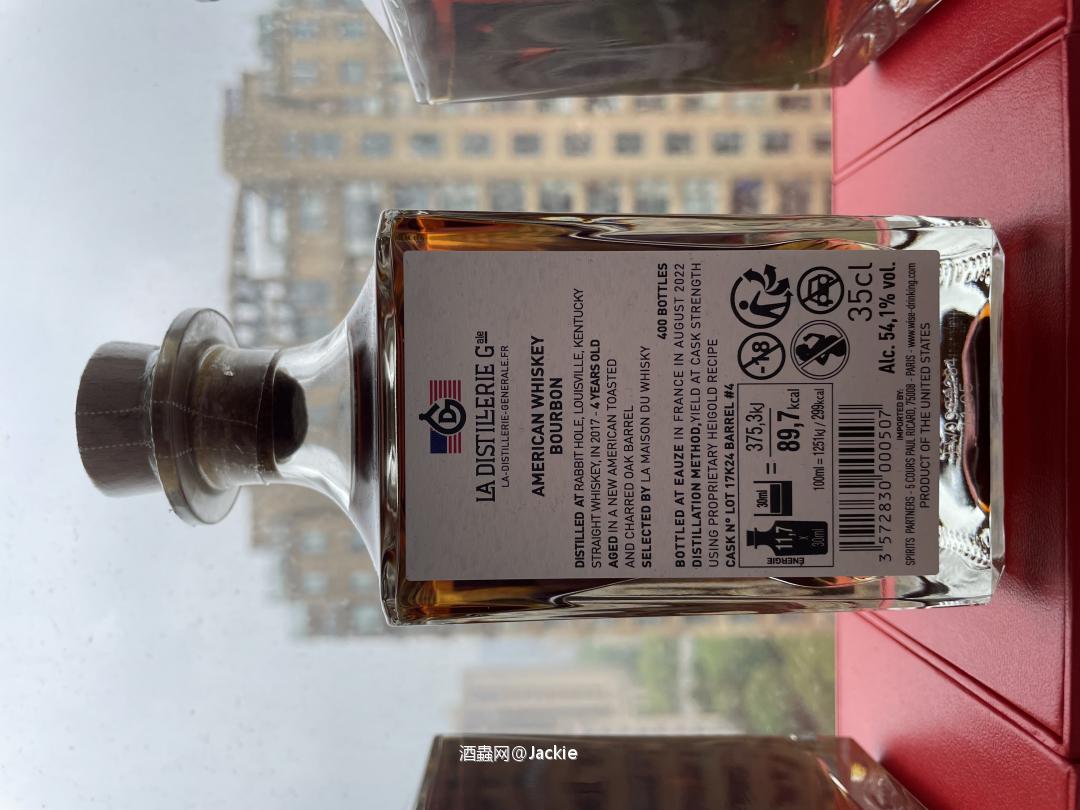 LA DISTILLERIE Gale
LA-DISTILLERIE-GENERALE.FR
AMERICAN WHISKEY
BOURBON
DISTILLED AT RABBIT HOLE, LOUISVILLE, KENTUCKY
STRAIGHT WHISKEY, IN 2017 - 4 YEARS OLD
AGED IN A NEW AMERICAN TOASTED
AND CHARRED OAK BARREL
SELECTED BY LA MAISON DU WHISKY
400 BOTTLES
BOTTLED AT EAUZE IN FRANCE IN AUGUST 2022
DISTILLATION METHOD, YIELD AT CASK STRENGTH
USING PROPRIETARY HEIGOLD RECIPE
CASK N° LOT 17K24 BARREL #4
ÉNERGIE
11,7
X
30ml
30ml
=
375,3kJ
89,7 kcal
100ml = 1251kj / 299kcal
-18
35cl
Alc. 54,1% vol.
3 572830 000507
IMPORTED BY:
SPIRITS PARTNERS - 5 COURS PAUL RICARD, 75008 - PARIS - www.wise-drinking.com
PRODUCT OF THE UNITED STATES
酒蟲网@Jackie